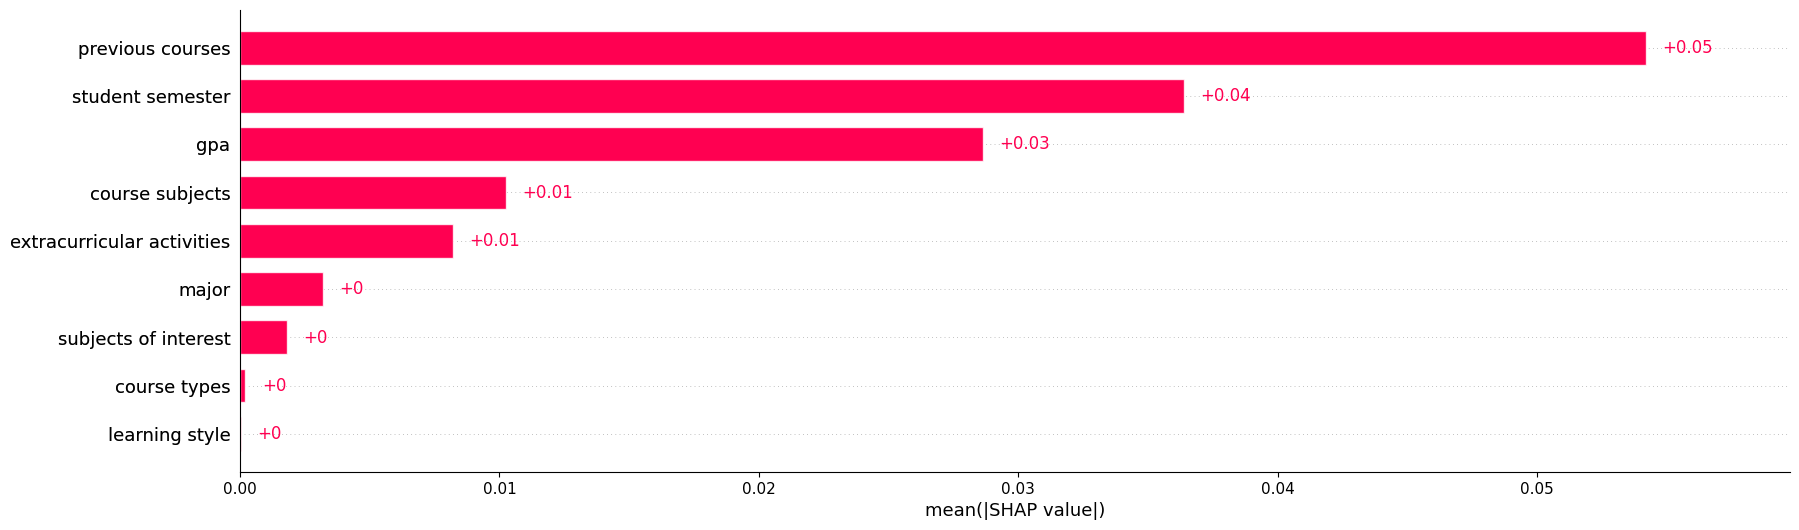 previous courses +0.05
student semester +0.04
gpa +0.03
course subjects +0.01
extracurricular activities +0.01
major +0
subjects of interest +0
course types +0
learning style +0
0.00 0.01 0.02 0.03 0.04 0.05
mean(|SHAP value|)